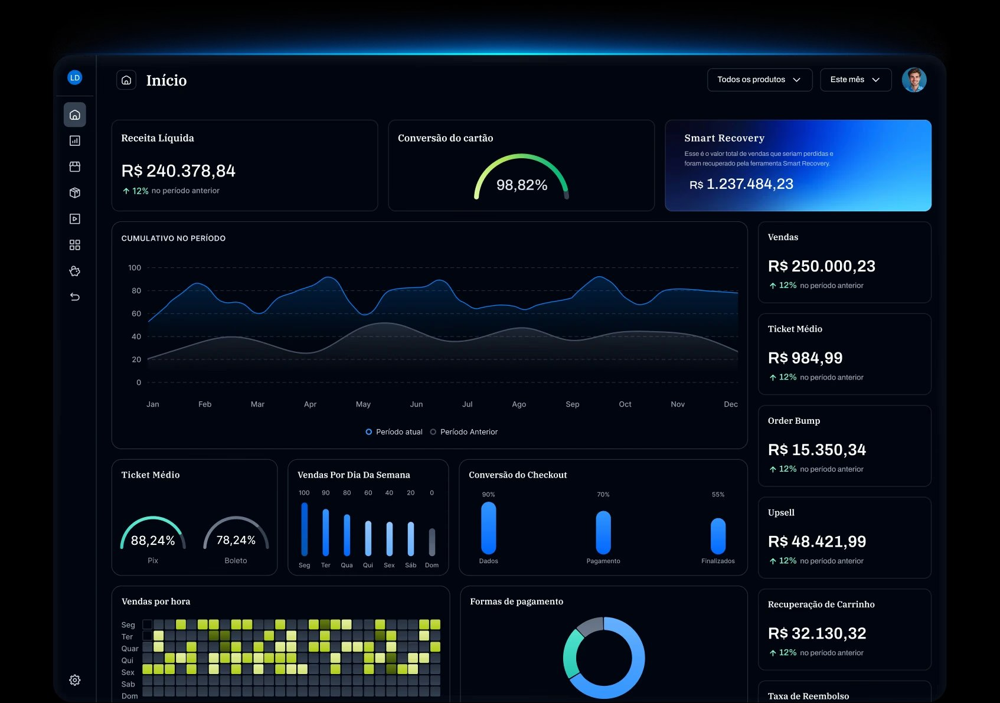 LD
Início
Todos os produtos
Este mês
Receita Líquida
R$ 240.378,84
12% no período anterior
Conversão do cartão
98,82%
Smart Recovery
Esse é o valor total de vendas que seriam perdidas e
foram recuperado pela ferramenta Smart Recovery.
R$ 1.237.484,23
CUMULATIVO NO PERÍODO
100
80
60
40
20
0
Jan Feb Mar Apr May Jun Jul Ago Sep Oct Nov Dec
Período atual Período Anterior
Vendas
R$ 250.000,23
12% no período anterior
Ticket Médio
R$ 984,99
12% no período anterior
Order Bump
R$ 15.350,34
12% no período anterior
Upsell
R$ 48.421,99
12% no período anterior
Recuperação de Carrinho
R$ 32.130,32
12% no período anterior
Taxa de Reembolso
Ticket Médio
88,24%
Pix
78,24%
Boleto
Vendas Por Dia Da Semana
100 90 80 60 40 20 0
Seg Ter Qua Qui Sex Sáb Dom
Conversão do Checkout
90% 70% 55%
Dados Pagamento Finalizados
Vendas por hora
Seg
Ter
Quar
Qui
Sex
Sab
Dom
Formas de pagamento